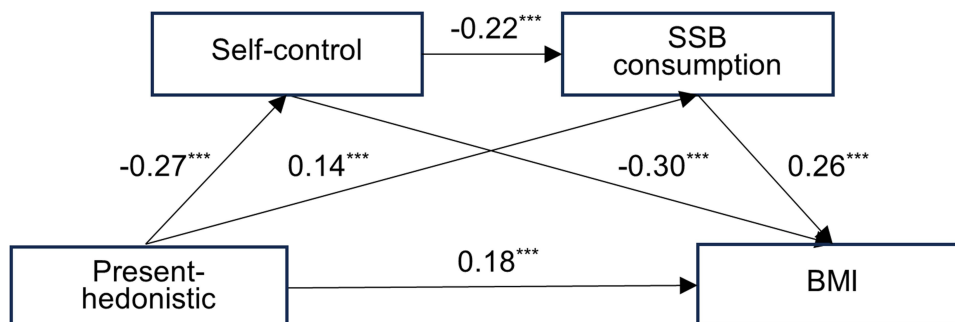 -0.22***
Self-control
SSB
consumption
-0.27***
0.14***
-0.30***
0.26***
Present-
hedonistic
0.18***
BMI